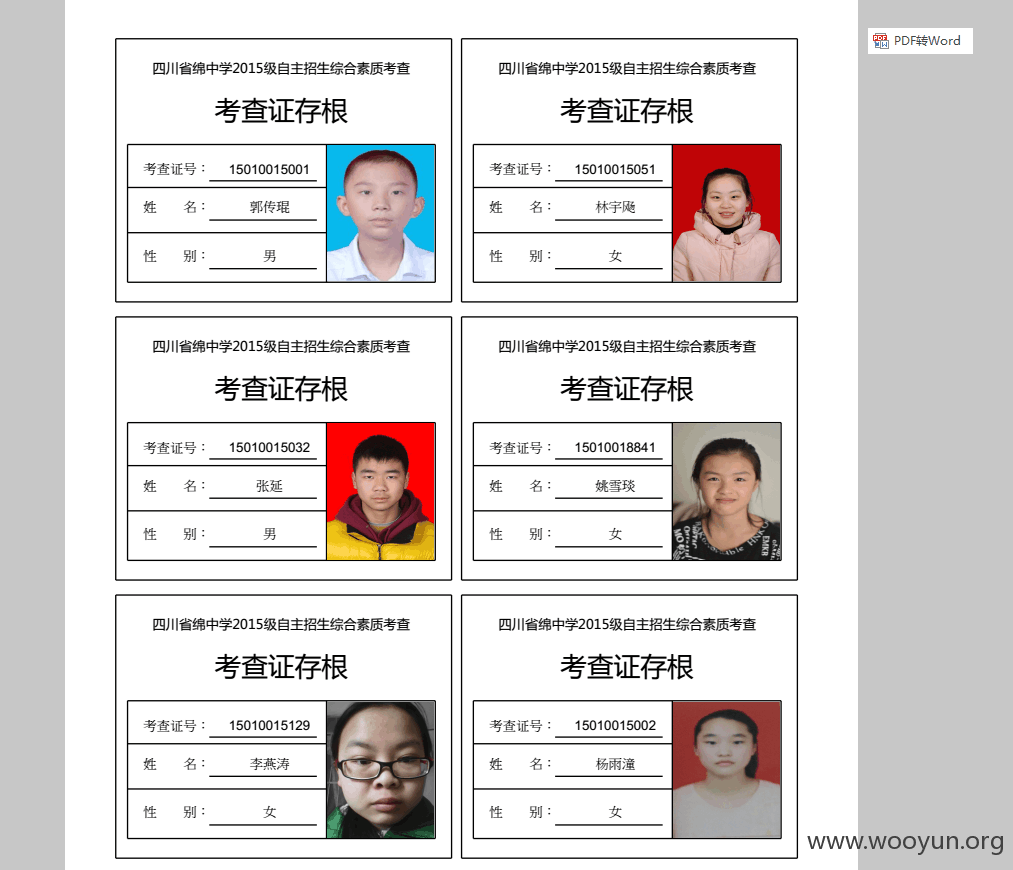 PDF转Word
四川省绵中学2015级自主招生综合素质考查
考查证存根
考查证号： 15010015001
姓 名： 郭传琨
性 别： 男
四川省绵中学2015级自主招生综合素质考查
考查证存根
考查证号： 15010015051
姓 名： 林宇飏
性 别： 女
四川省绵中学2015级自主招生综合素质考查
考查证存根
考查证号： 15010015032
姓 名： 张延
性 别： 男
四川省绵中学2015级自主招生综合素质考查
考查证存根
考查证号： 15010018841
姓 名： 姚雪琰
性 别： 女
EMKR
四川省绵中学2015级自主招生综合素质考查
考查证存根
考查证号： 15010015129
姓 名： 李燕涛
性 别： 女
四川省绵中学2015级自主招生综合素质考查
考查证存根
考查证号： 15010015002
姓 名： 杨雨潼
性 别： 女
www.wooyun.org